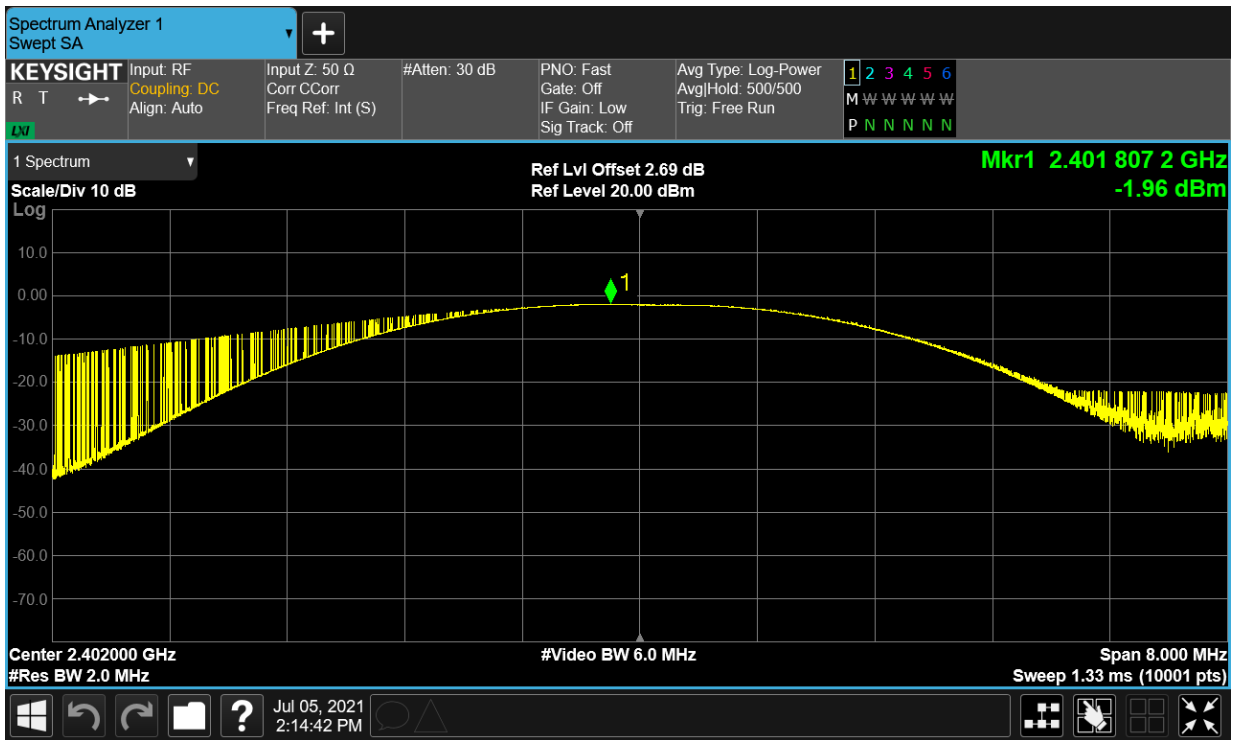 Spectrum Analyzer 1
Swept SA
▼
+
KEYSIGHT
R T
LXI
Input: RF
Coupling: DC
Align: Auto
Input Z: 50 Ω
Corr CCorr
Freq Ref: Int (S)
#Atten: 30 dB
PNO: Fast
Gate: Off
IF Gain: Low
Sig Track: Off
Avg Type: Log-Power
Avg|Hold: 500/500
Trig: Free Run
1 2 3 4 5 6
M W W W W W
P N N N N N
1 Spectrum ▼
Scale/Div 10 dB
Log
Ref Lvl Offset 2.69 dB
Ref Level 20.00 dBm
Mkr1 2.401 807 2 GHz
-1.96 dBm
10.0
0.00
-10.0
-20.0
-30.0
-40.0
-50.0
-60.0
-70.0
1
Center 2.402000 GHz
#Res BW 2.0 MHz
#Video BW 6.0 MHz
Span 8.000 MHz
Sweep 1.33 ms (10001 pts)
?
Jul 05, 2021
2:14:42 PM